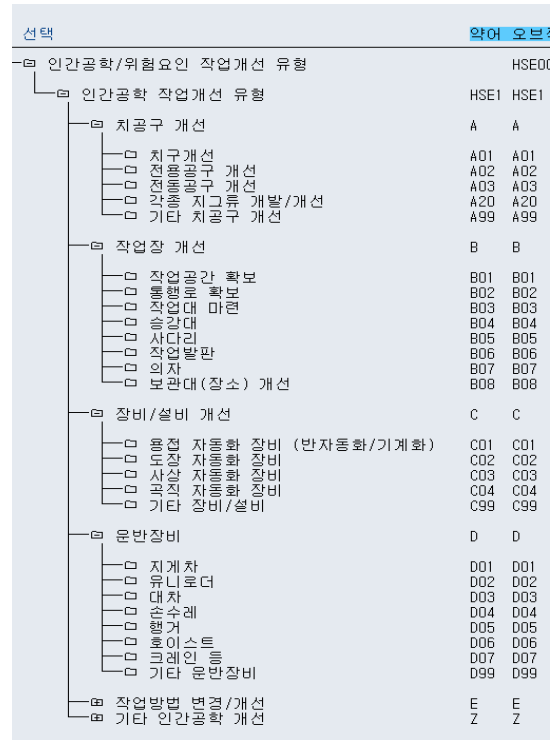 선택 약어 오브
인간공학/위험요인 작업개선 유형 HSE00
인간공학 작업개선 유형 HSE1 HSE1
치공구 개선 A A
치구개선 A01 A01
전용공구 개선 A02 A02
전동공구 개선 A03 A03
각종 지그류 개발/개선 A20 A20
기타 치공구 개선 A99 A99
작업장 개선 B B
작업공간 확보 B01 B01
통행로 확보 B02 B02
작업대 마련 B03 B03
승강대 B04 B04
사다리 B05 B05
작업발판 B06 B06
의자 B07 B07
보관대(장소) 개선 B08 B08
장비/설비 개선 C C
용접 자동화 장비 (반자동화/기계화) C01 C01
도장 자동화 장비 C02 C02
사상 자동화 장비 C03 C03
곡직 자동화 장비 C04 C04
기타 장비/설비 C99 C99
운반장비 D D
지게차 D01 D01
유니로더 D02 D02
대차 D03 D03
손수레 D04 D04
행거 D05 D05
호이스트 D06 D06
크레인 등 D07 D07
기타 운반장비 D99 D99
작업방법 변경/개선 E E
기타 인간공학 개선 Z Z